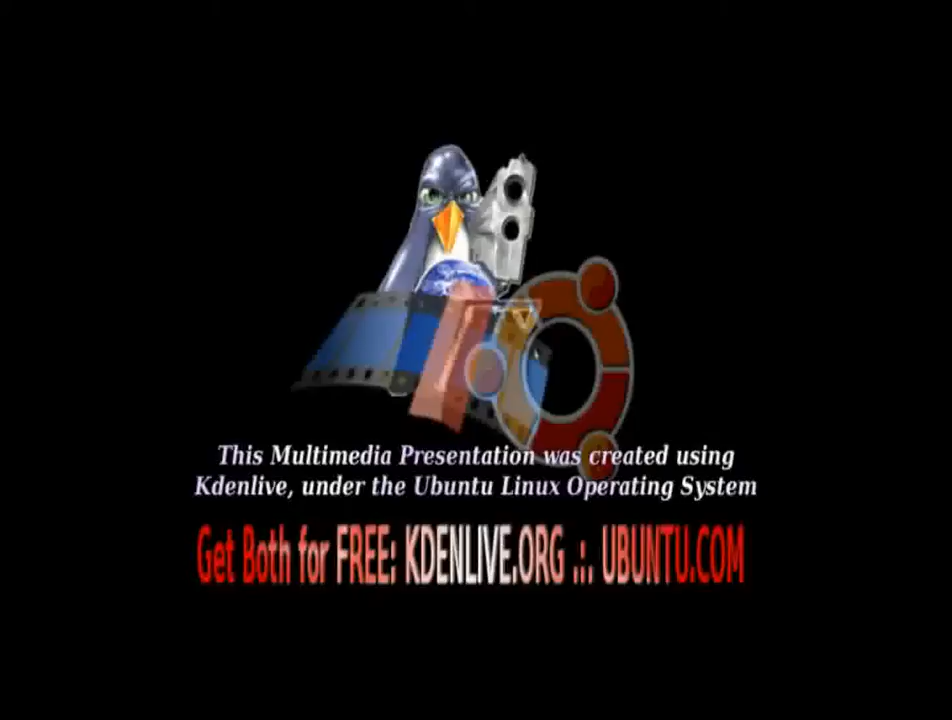 This Multimedia Presentation was created using
Kdenlive, under the Ubuntu Linux Operating System
Get Both for FREE; KDENLIVE.ORG .:. UBUNTU.COM